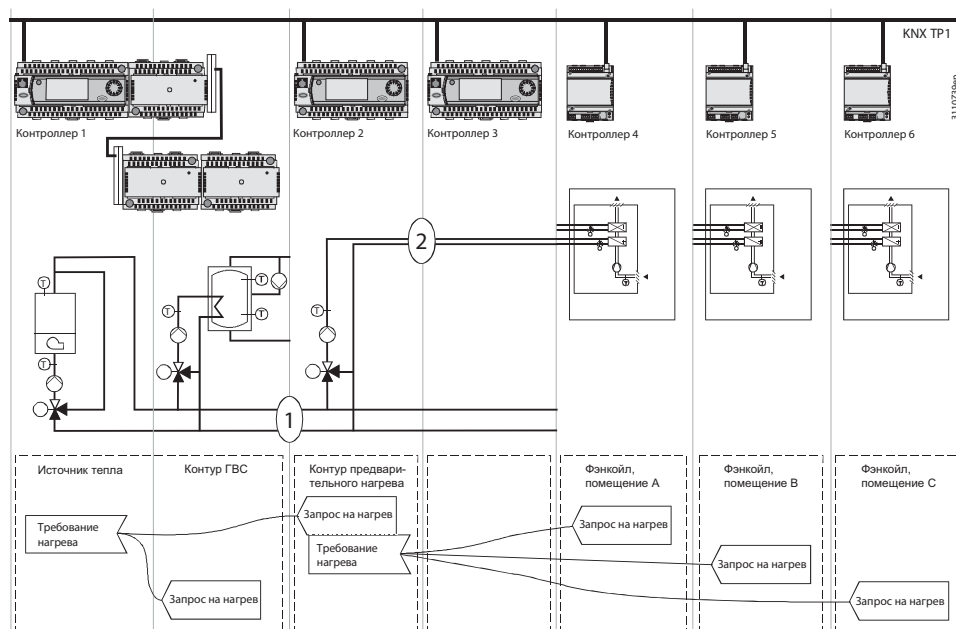 KNX TP1
3110739en
Контроллер 1
Контроллер 2
Контроллер 3
Контроллер 4
Контроллер 5
Контроллер 6
2
T
T
T
T
T
T
T
T
T
1
Источник тепла
Контур ГВС
Контур предвари-
тельного нагрева
Фэнкойл,
помещение A
Фэнкойл,
помещение B
Фэнкойл,
помещение C
Требование
нагрева
Запрос на нагрев
Запрос на нагрев
Требование
нагрева
Запрос на нагрев
Запрос на нагрев
Запрос на нагрев